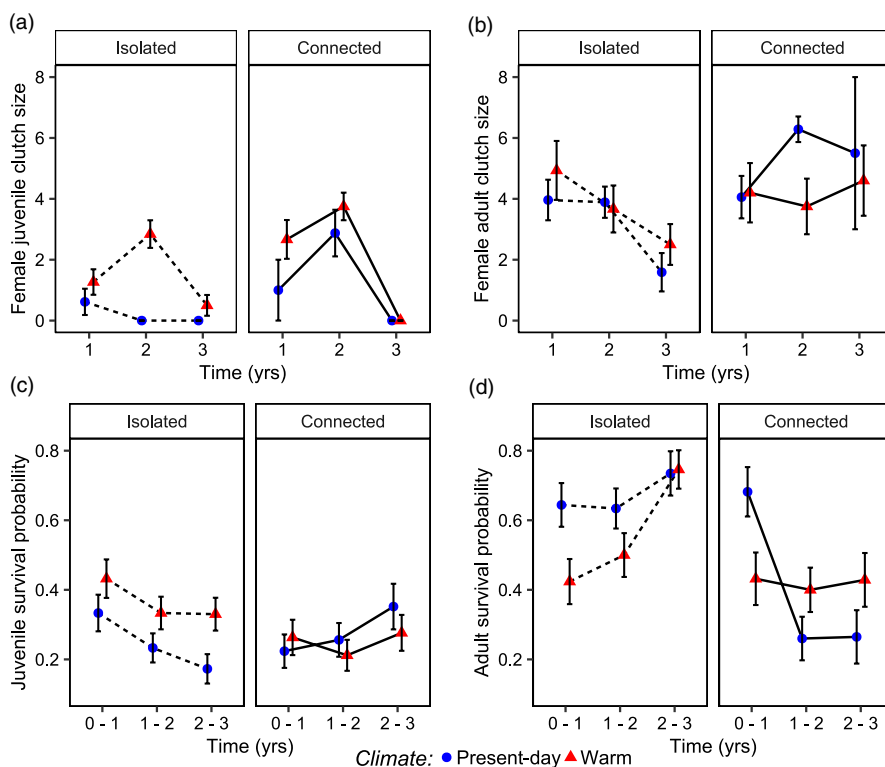 (a)
Isolated
Connected
Female juvenile clutch size
8
6
4
2
0
1 2 3
1 2 3
Time (yrs)
(b)
Isolated
Connected
Female adult clutch size
8
6
4
2
0
1 2 3
1 2 3
Time (yrs)
(c)
Isolated
Connected
Juvenile survival probability
0.8
0.6
0.4
0.2
0 - 1 1 - 2 2 - 3
0 - 1 1 - 2 2 - 3
Time (yrs)
(d)
Isolated
Connected
Adult survival probability
0.8
0.6
0.4
0.2
0 - 1 1 - 2 2 - 3
0 - 1 1 - 2 2 - 3
Time (yrs)
Climate: Present-day Warm